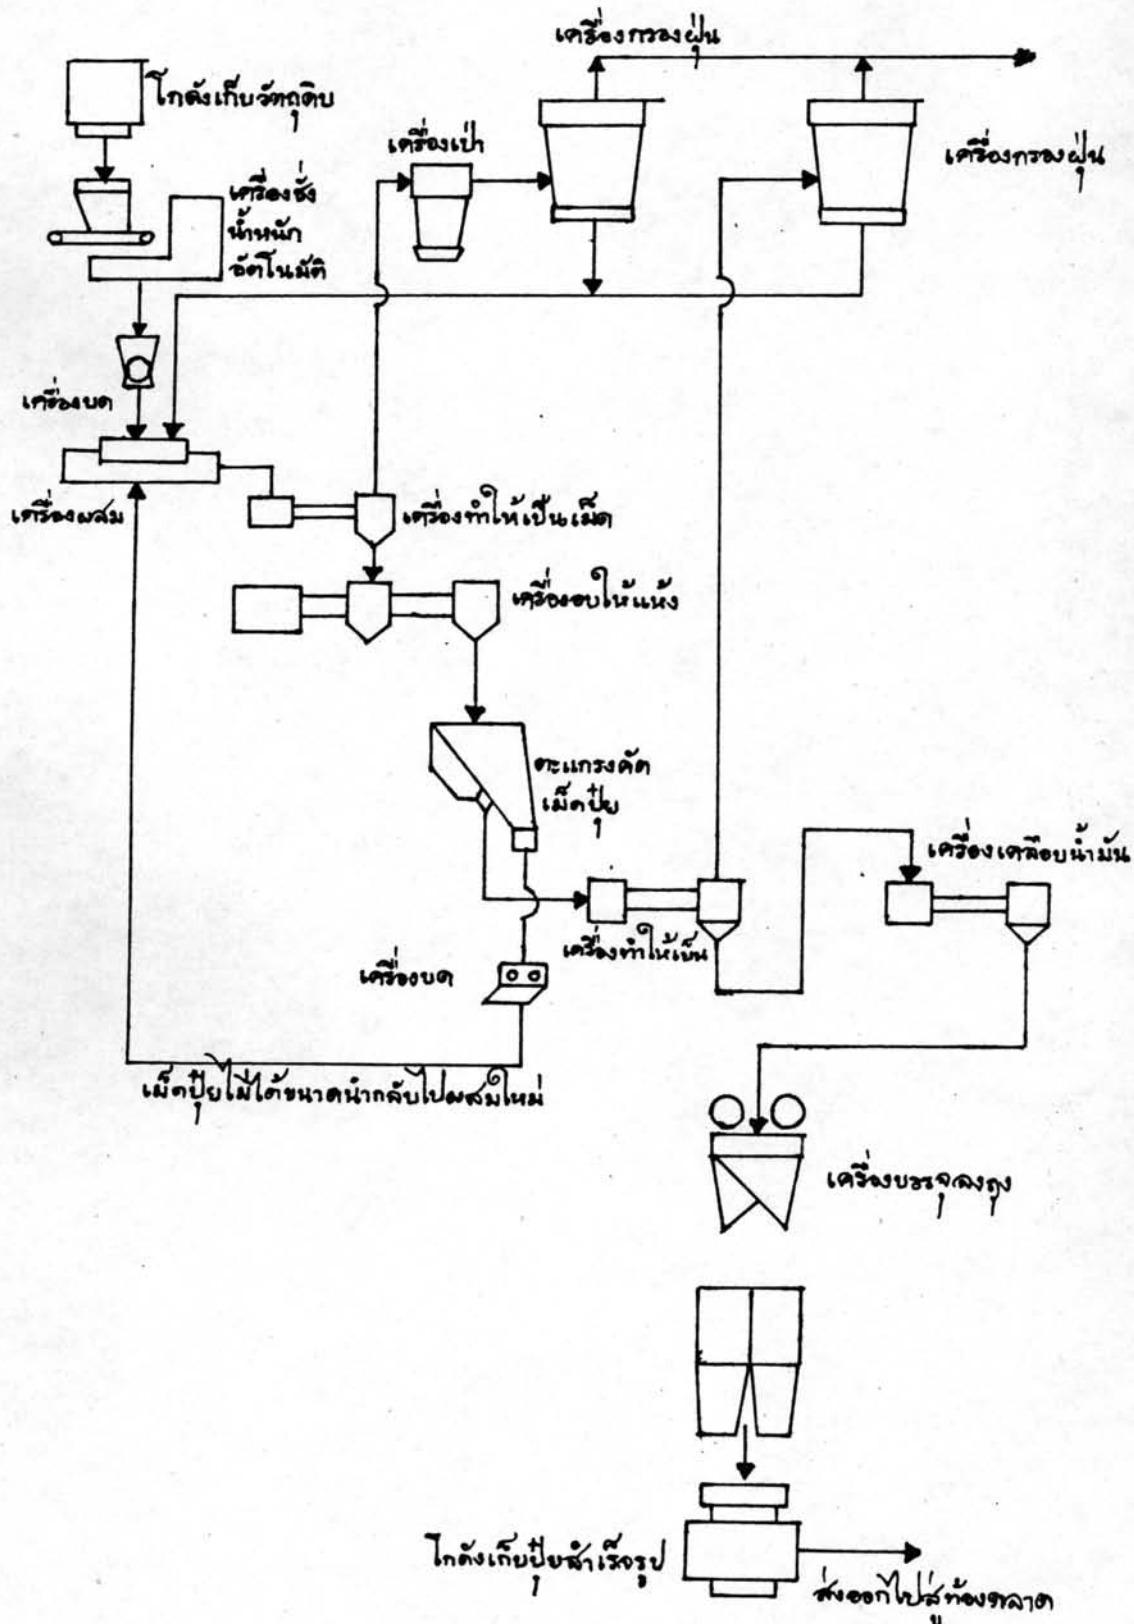 เครื่องกรองฝุ่น
โกดังเก็บวัตถุดิบ
เครื่องเป่า
เครื่องกรองฝุ่น
เครื่องชั่ง
น้ำหนัก
อัตโนมัติ
เครื่องบด
เครื่องผสม
เครื่องทำให้เป็นเม็ด
เครื่องอบให้แห้ง
ตะแกรงคัด
เม็ดปุ๋ย
เครื่องเคลือบน้ำมัน
เครื่องทำให้เย็น
เครื่องบด
เม็ดปุ๋ยไม่ได้ขนาดนำกลับไปผสมใหม่
เครื่องบรรจุลงถุง
โกดังเก็บปุ๋ยสำเร็จรูป
ส่งออกไปสู่ท้องตลาด